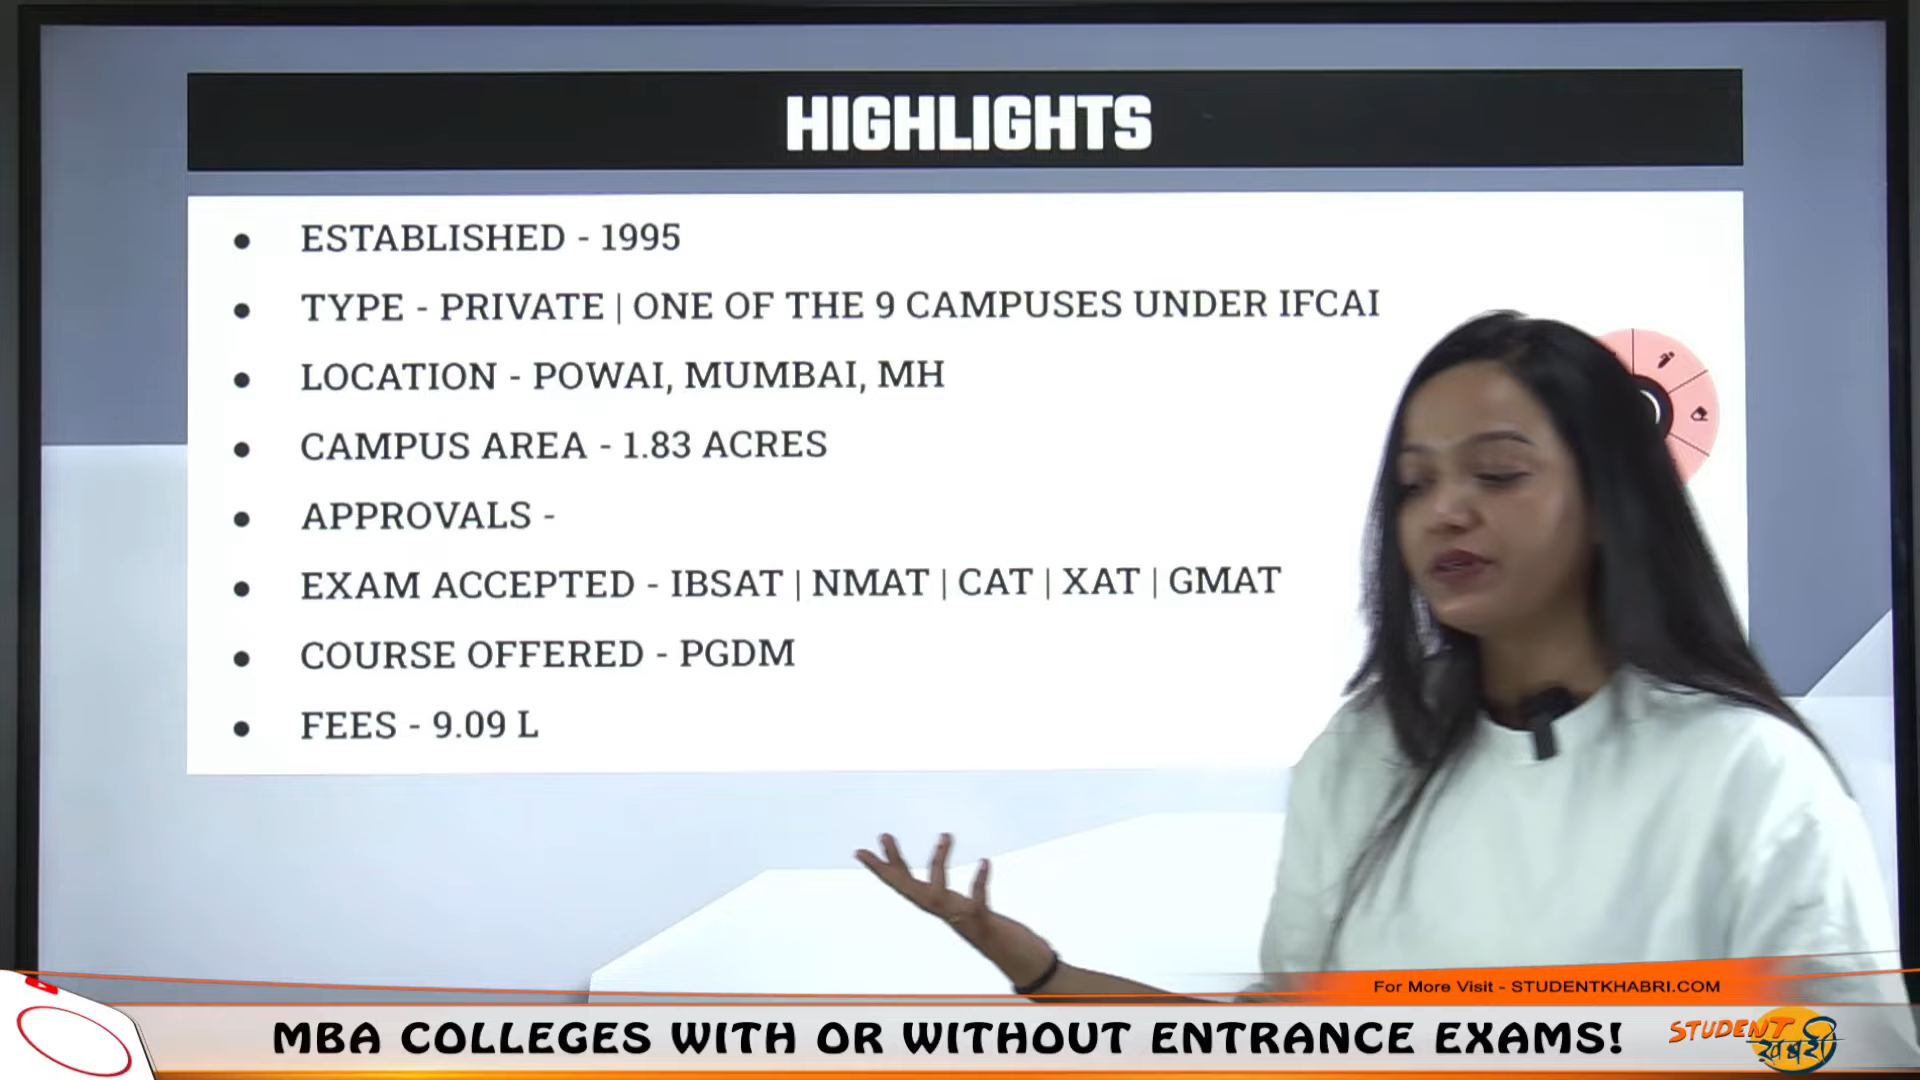 HIGHLIGHTS
● ESTABLISHED - 1995
● TYPE - PRIVATE | ONE OF THE 9 CAMPUSES UNDER IFCAI
● LOCATION - POWAI, MUMBAI, MH
● CAMPUS AREA - 1.83 ACRES
● APPROVALS -
● EXAM ACCEPTED - IBSAT | NMAT | CAT | XAT | GMAT
● COURSE OFFERED - PGDM
● FEES - 9.09 L
For More Visit - STUDENTKHABRI.COM
MBA COLLEGES WITH OR WITHOUT ENTRANCE EXAMS!
STUDENT
ख़बरी